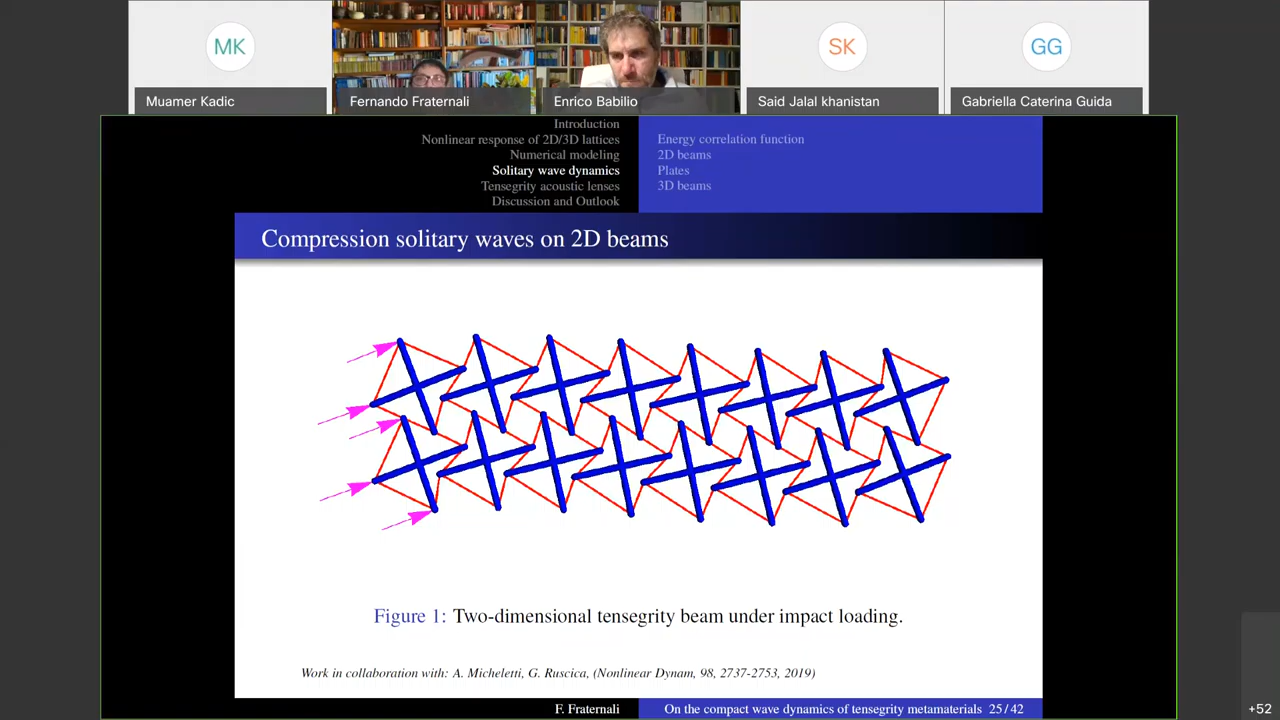 MK
SK
GG
Muamer Kadic
Fernando Fraternali
Enrico Babilio
Said Jalal khanistan
Gabriella Caterina Guida
Introduction
Nonlinear response of 2D/3D lattices
Numerical modeling
Solitary wave dynamics
Tensegrity acoustic lenses
Discussion and Outlook
Energy correlation function
2D beams
Plates
3D beams
Compression solitary waves on 2D beams
Figure 1: Two-dimensional tensegrity beam under impact loading.
Work in collaboration with: A. Micheletti, G. Ruscica, (Nonlinear Dynam, 98, 2737-2753, 2019)
F. Fraternali
On the compact wave dynamics of tensegrity metamaterials 25 / 42
+52